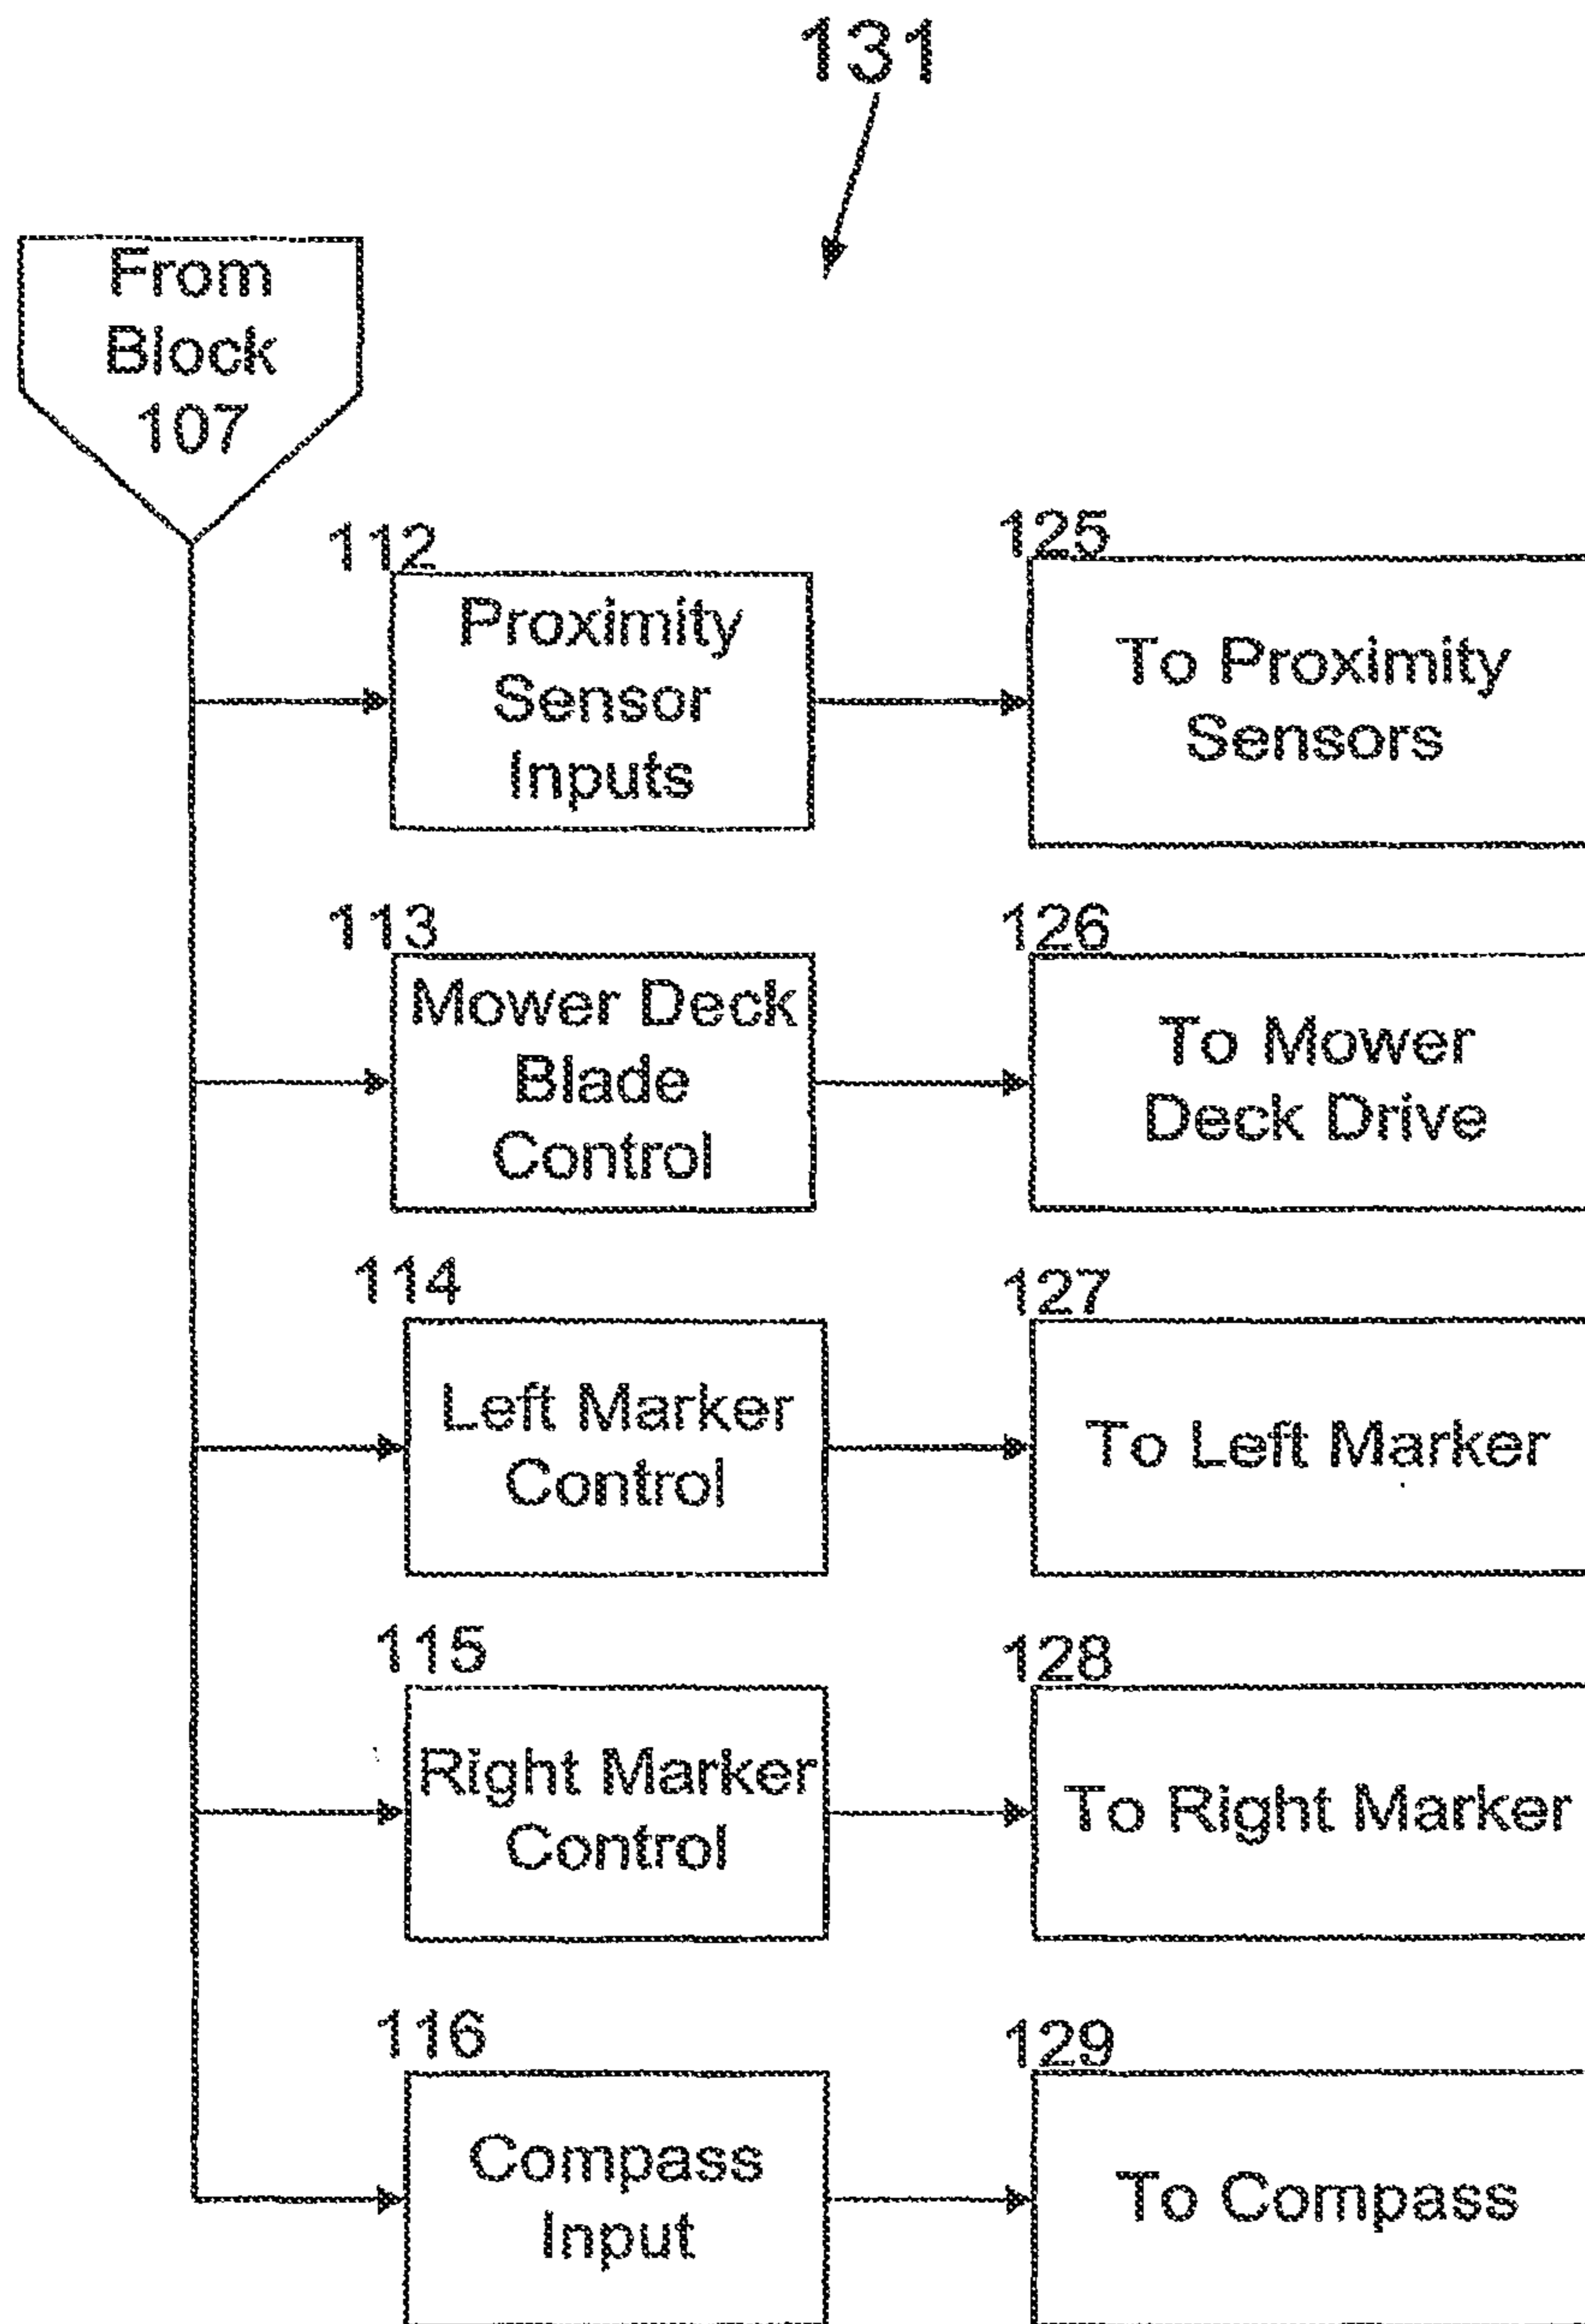 131
From
Block
107
112
Proximity
Sensor
Inputs
125
To Proximity
Sensors
113
Mower Deck
Blade
Control
126
To Mower
Deck Drive
114
Left Marker
Control
127
To Left Marker
115
Right Marker
Control
128
To Right Marker
116
Compass
Input
129
To Compass